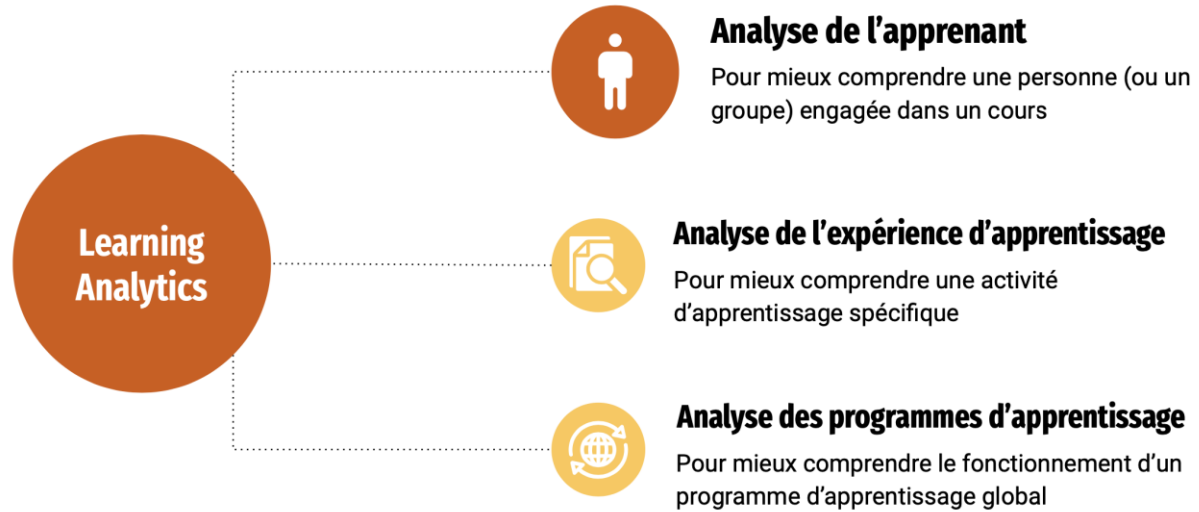 Learning
Analytics
Analyse de l’apprenant
Pour mieux comprendre une personne (ou un
groupe) engagée dans un cours
Analyse de l’expérience d’apprentissage
Pour mieux comprendre une activité
d’apprentissage spécifique
Analyse des programmes d’apprentissage
Pour mieux comprendre le fonctionnement d’un
programme d’apprentissage global